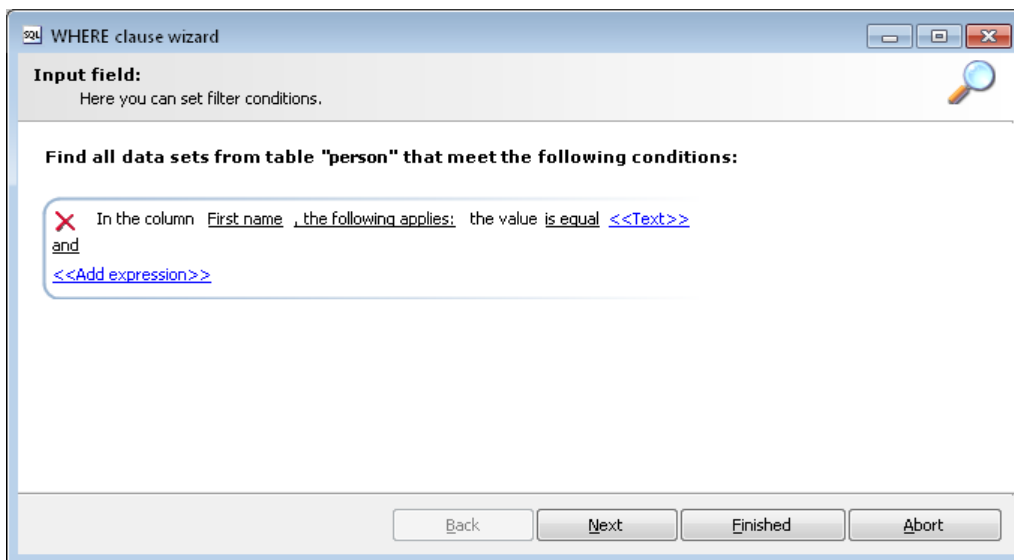 SQL WHERE clause wizard
Input field:
Here you can set filter conditions.
Find all data sets from table "person" that meet the following conditions:
In the column First name , the following applies: the value is equal <<Text>>
and
<<Add expression>>
Back Next Finished Abort